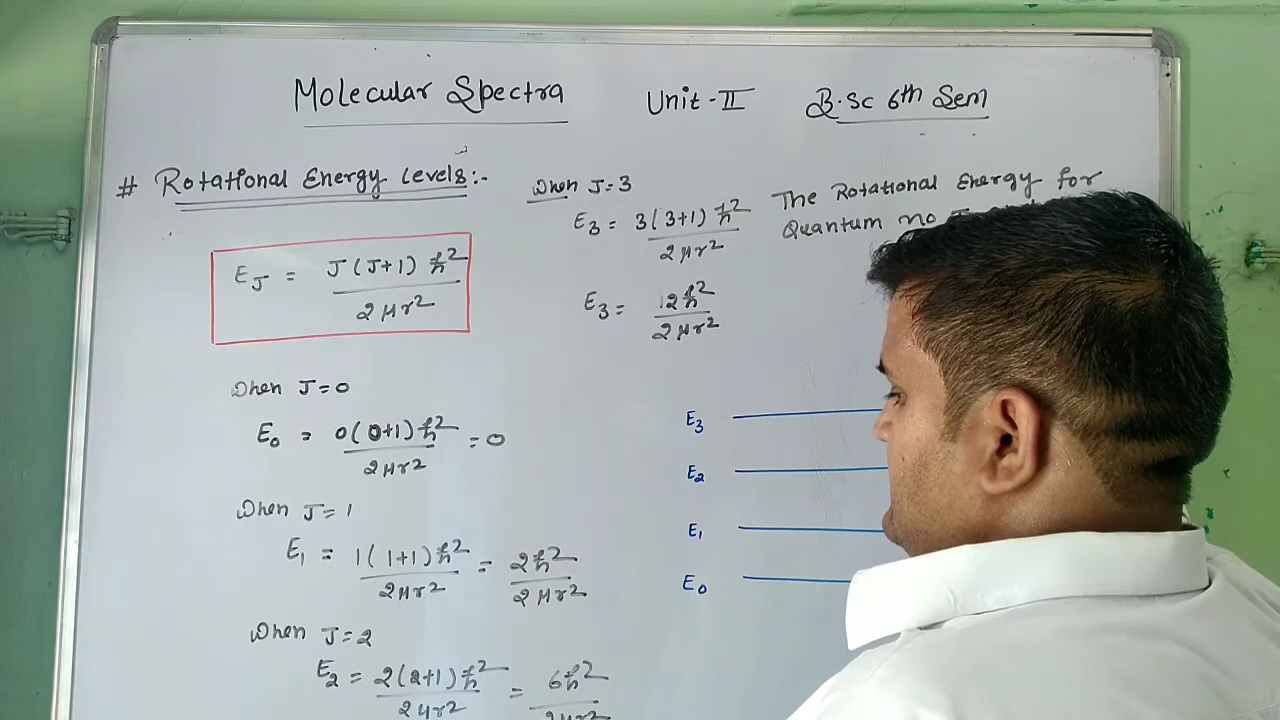 Molecular Spectra Unit-II B.Sc 6th Sem
# Rotational Energy Levels:-
E_J = J(J+1)ħ²/2μr²
When J=0
E₀ = 0(0+1)ħ²/2μr² = 0
When J=1
E₁ = 1(1+1)ħ²/2μr² = 2ħ²/2μr²
When J=2
E₂ = 2(2+1)ħ²/2μr² = 6ħ²/2μr²
When J=3
E₃ = 3(3+1)ħ²/2μr²
E₃ = 12ħ²/2μr²
The Rotational Energy for
Quantum no
E₃
E₂
E₁
E₀